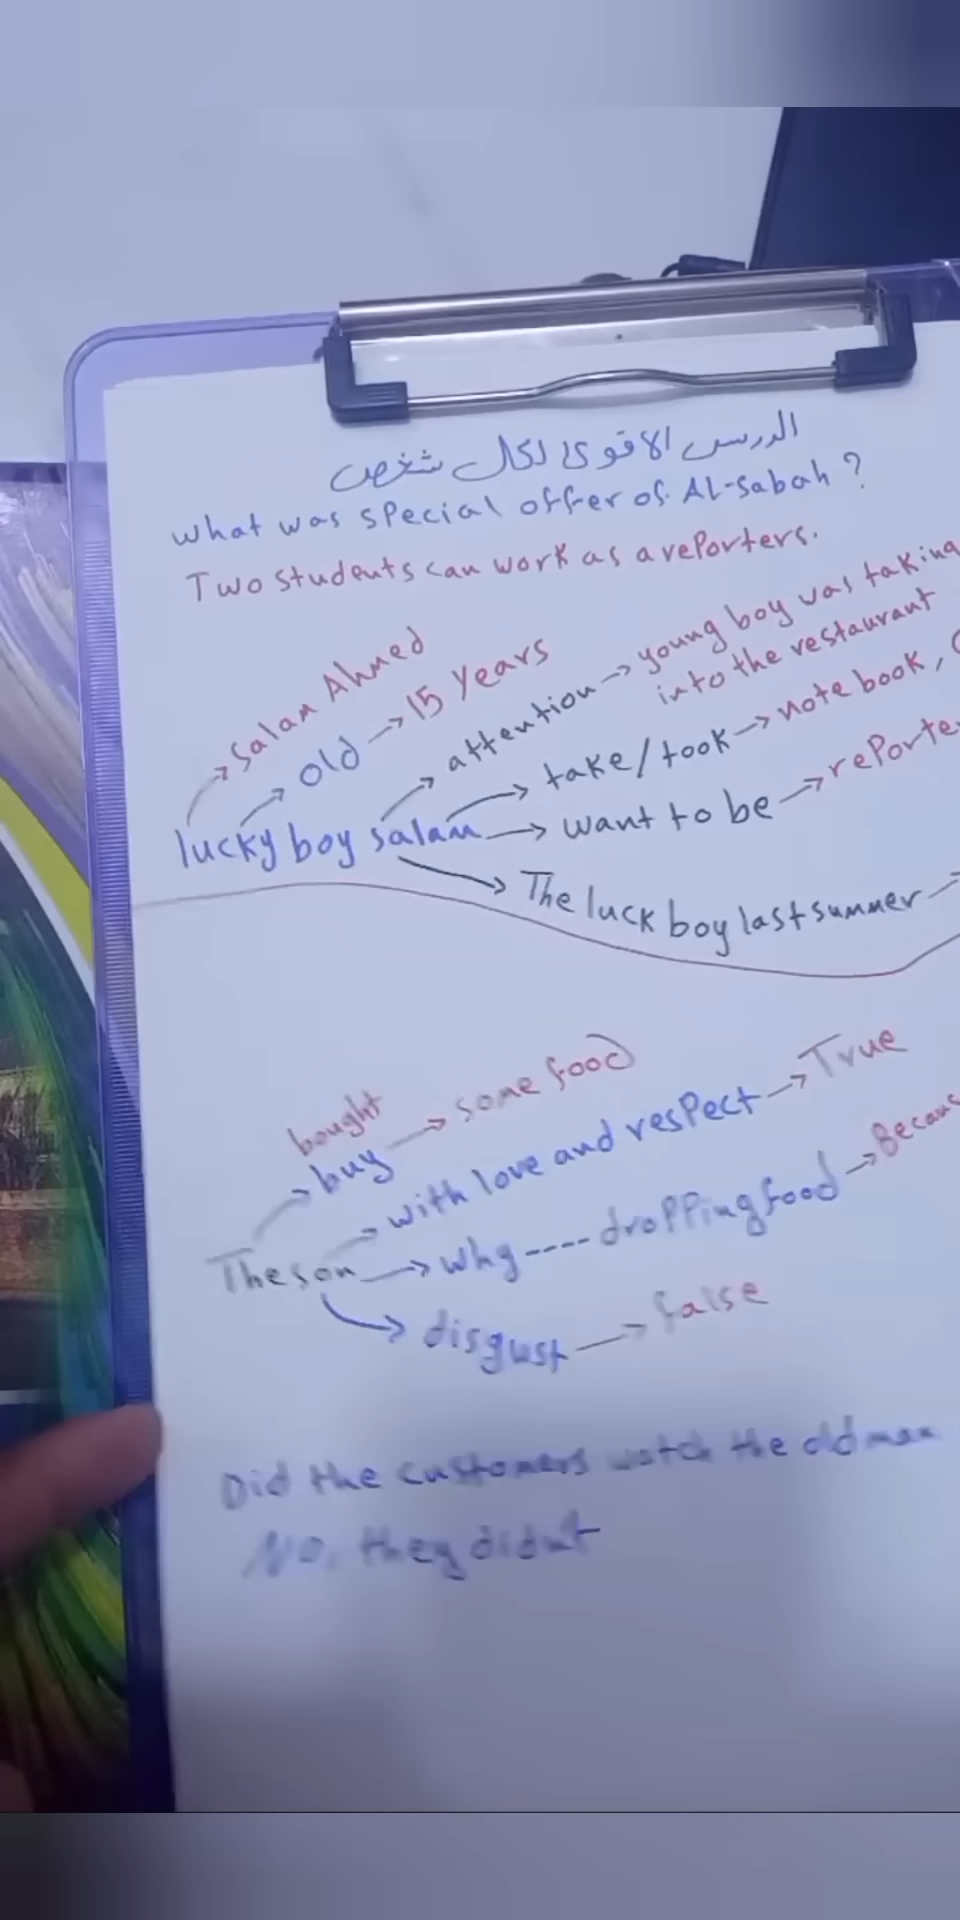 الدرس الاقوى لكل شخص
what was special offer of AL-sabah ?
Two students can work as a reporters.
salam Ahmed
old → 15 years
attention → young boy was taking
into the restaurant
take/took → note book,
lucky boy salam → want to be → reporte
The luck boy last summer →
bought
buy → some food
with love and respect → True
The son → why ---- dropping food → Becaus
disgust → false
Did the customers watch the old man
No, they didn't